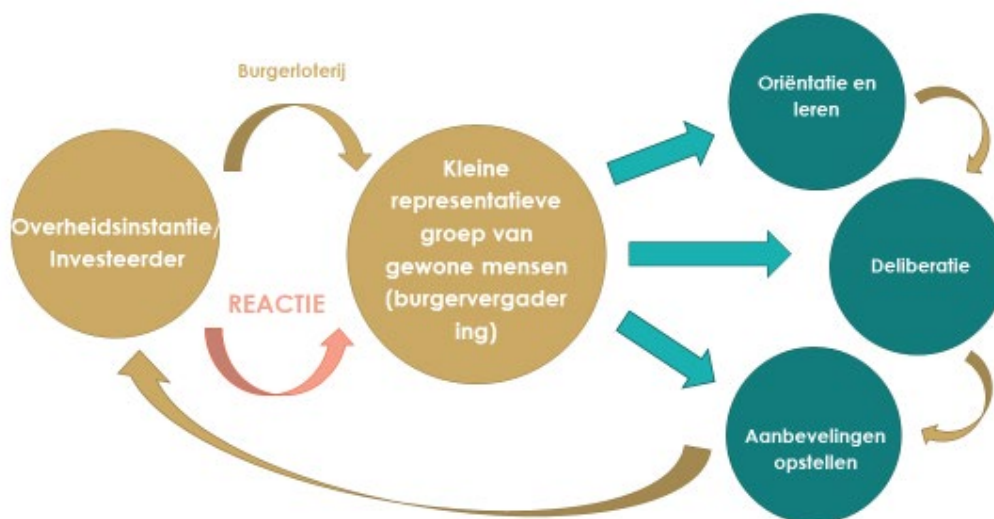 Burgerloterij
Overheidsinstantie/
Investeerder
REACTIE
Kleine
representatieve
groep van
gewone mensen
(burgervergader
ing)
Oriëntatie en
leren
Deliberatie
Aanbevelingen
opstellen